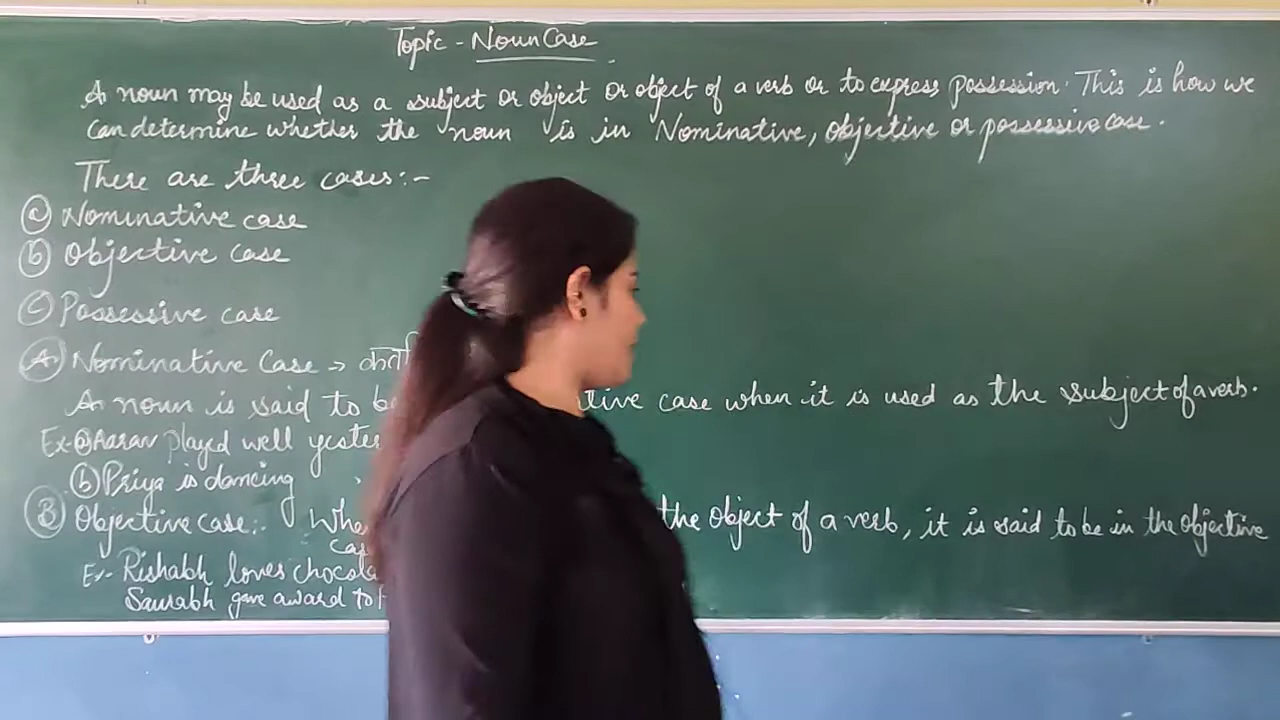 Topic - Noun Case
A noun may be used as a subject or object or object of a verb or to express possession. This is how we
can determine whether the noun is in Nominative, objective or possessive case.
There are three cases:-
(a) Nominative case
(b) Objective case
(c) Possessive case
(A) Nominative Case →
A noun is said to be case when it is used as the subject of a verb.
Ex- (a) Aarav played well
(b) Priya is dancing
(B) Objective case:- the object of a verb, it is said to be in the objective
Ex- Rishabh loves
Saurabh gave award to